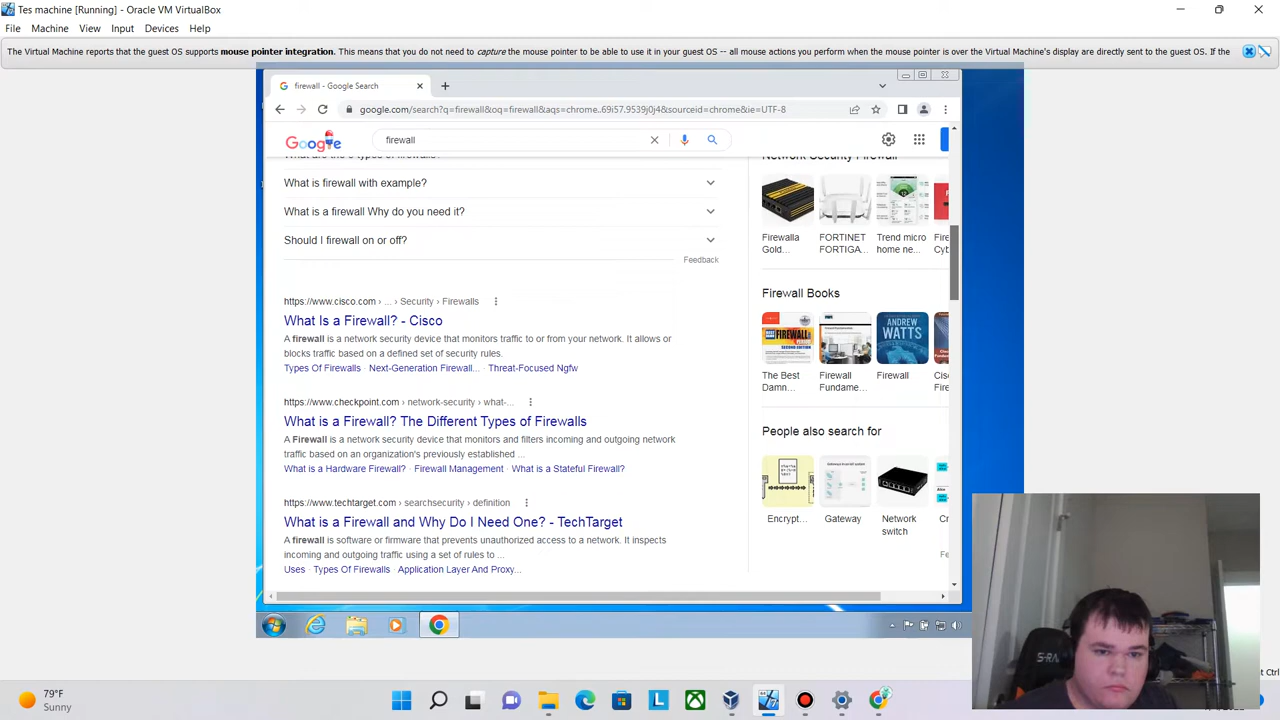 Tes machine [Running] - Oracle VM VirtualBox
File Machine View Input Devices Help
The Virtual Machine reports that the guest OS supports mouse pointer integration. This means that you do not need to capture the mouse pointer to be able to use it in your guest OS -- all mouse actions you perform when the mouse pointer is over the Virtual Machine's display are directly sent to the guest OS. If the
firewall - Google Search
google.com/search?q=firewall&oq=firewall&aqs=chrome..69i57.9539j0j4&sourceid=chrome&ie=UTF-8
Google
firewall
What is firewall with example?
What is a firewall Why do you need it?
Should I firewall on or off?
Feedback
https://www.cisco.com › ... › Security › Firewalls
What Is a Firewall? - Cisco
A firewall is a network security device that monitors traffic to or from your network. It allows or
blocks traffic based on a defined set of security rules.
Types Of Firewalls · Next-Generation Firewall... · Threat-Focused Ngfw
https://www.checkpoint.com › network-security › what-...
What is a Firewall? The Different Types of Firewalls
A Firewall is a network security device that monitors and filters incoming and outgoing network
traffic based on an organization's previously established ...
What is a Hardware Firewall? · Firewall Management · What is a Stateful Firewall?
https://www.techtarget.com › searchsecurity › definition
What is a Firewall and Why Do I Need One? - TechTarget
A firewall is software or firmware that prevents unauthorized access to a network. It inspects
incoming and outgoing traffic using a set of rules to ...
Uses · Types Of Firewalls · Application Layer And Proxy...
Network Security Firewall
Firewalla
Gold...
FORTINET
FORTIGA...
Trend micro
home ne...
Fire
Cyb
Firewall Books
ANDREW
WATTS
The Best
Damn...
Firewall
Fundame...
Firewall
Cisc
Fire
People also search for
Encrypt...
Gateway
Network
switch
79°F
Sunny